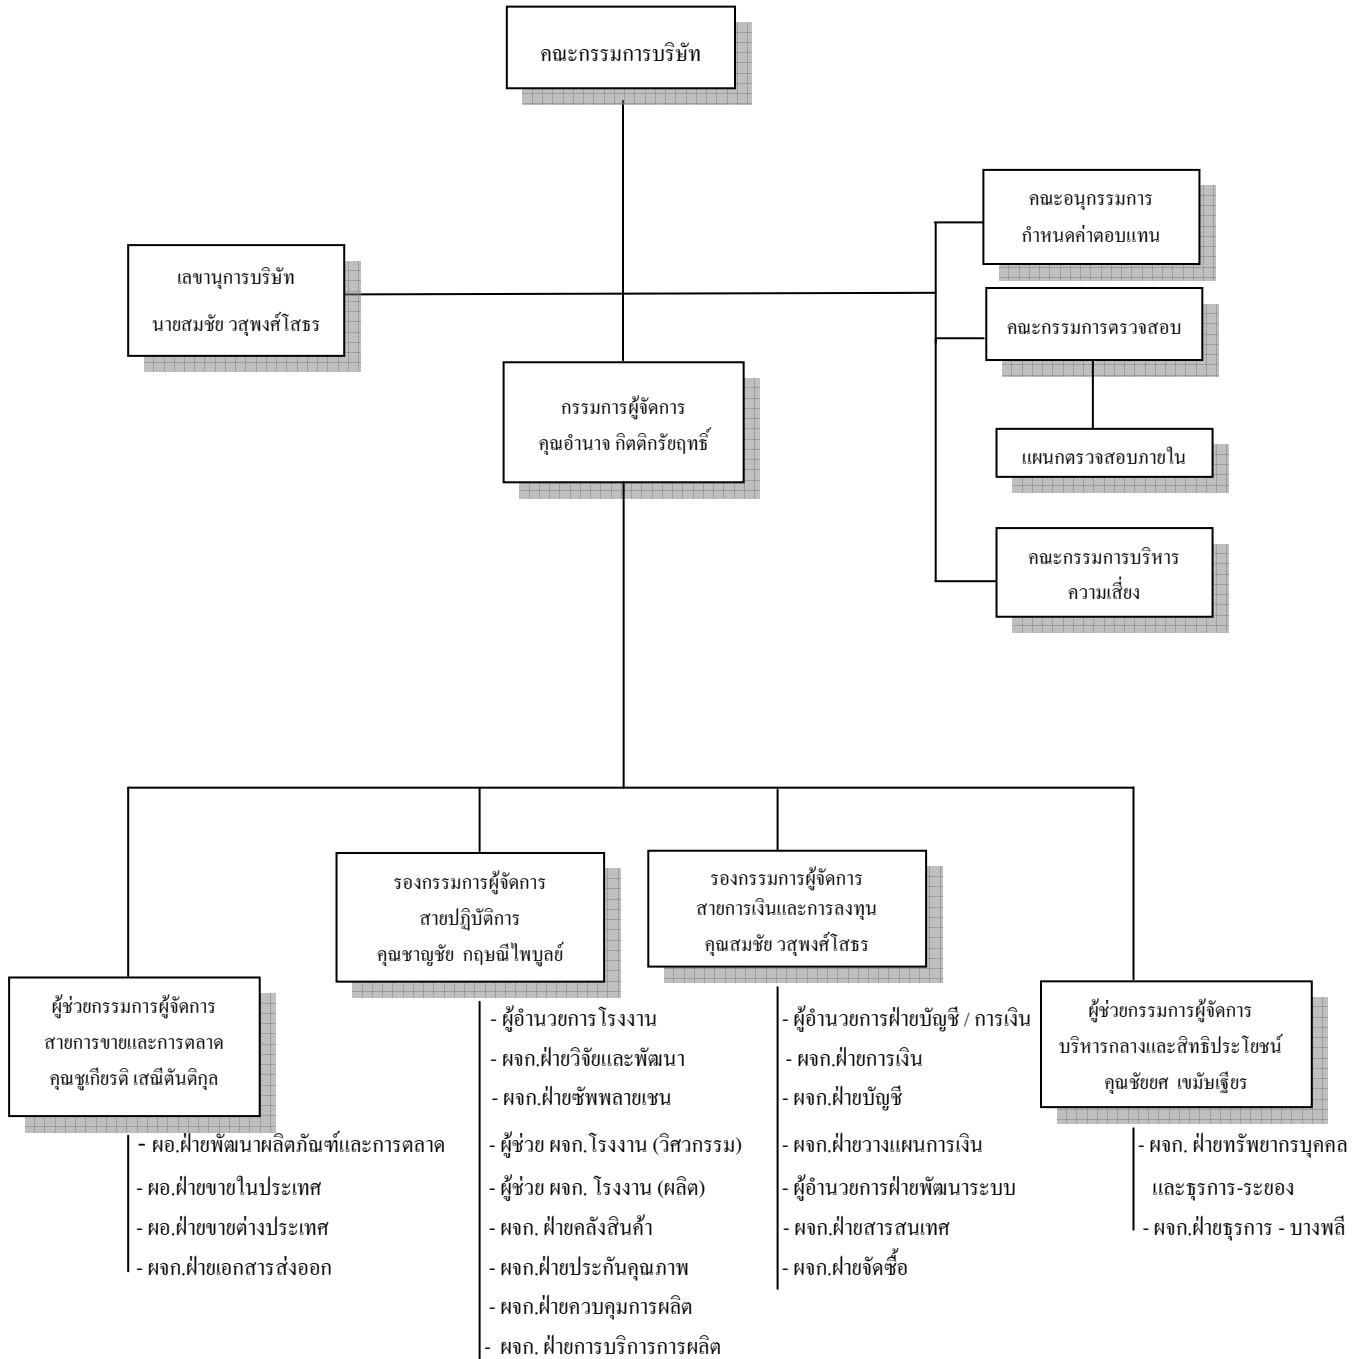 คณะกรรมการบริษัท
คณะอนุกรรมการ
กำหนดค่าตอบแทน
เลขานุการบริษัท
นายสมชัย วสุพงศ์โสธร
คณะกรรมการตรวจสอบ
กรรมการผู้จัดการ
คุณอำนาจ กิตติกรัยฤทธิ์
แผนกตรวจสอบภายใน
คณะกรรมการบริหาร
ความเสี่ยง
รองกรรมการผู้จัดการ
สายปฏิบัติการ
คุณชาญชัย กฤษณีไพบูลย์
รองกรรมการผู้จัดการ
สายการเงินและการลงทุน
คุณสมชัย วสุพงศ์โสธร
ผู้ช่วยกรรมการผู้จัดการ
สายการขายและการตลาด
คุณชูเกียรติ เสณีตันติกุล
ผู้ช่วยกรรมการผู้จัดการ
บริหารกลางและสิทธิประโยชน์
คุณชัยยศ เขมัษเฐียร
- ผอ.ฝ่ายพัฒนาผลิตภัณฑ์และการตลาด
- ผอ.ฝ่ายขายในประเทศ
- ผอ.ฝ่ายขายต่างประเทศ
- ผจก.ฝ่ายเอกสารส่งออก
- ผู้อำนวยการโรงงาน
- ผจก.ฝ่ายวิจัยและพัฒนา
- ผจก.ฝ่ายซัพพลายเชน
- ผู้ช่วย ผจก.โรงงาน (วิศวกรรม)
- ผู้ช่วย ผจก. โรงงาน (ผลิต)
- ผจก. ฝ่ายคลังสินค้า
- ผจก.ฝ่ายประกันคุณภาพ
- ผจก.ฝ่ายควบคุมการผลิต
- ผจก. ฝ่ายการบริการการผลิต
- ผู้อำนวยการฝ่ายบัญชี / การเงิน
- ผจก.ฝ่ายการเงิน
- ผจก.ฝ่ายบัญชี
- ผจก.ฝ่ายวางแผนการเงิน
- ผู้อำนวยการฝ่ายพัฒนาระบบ
- ผจก.ฝ่ายสารสนเทศ
- ผจก.ฝายจัดซื้อ
- ผจก. ฝ่ายทรัพยากรบุคคล
และธุรการ-ระยอง
- ผจก.ฝ่ายธุรการ - บางพลี